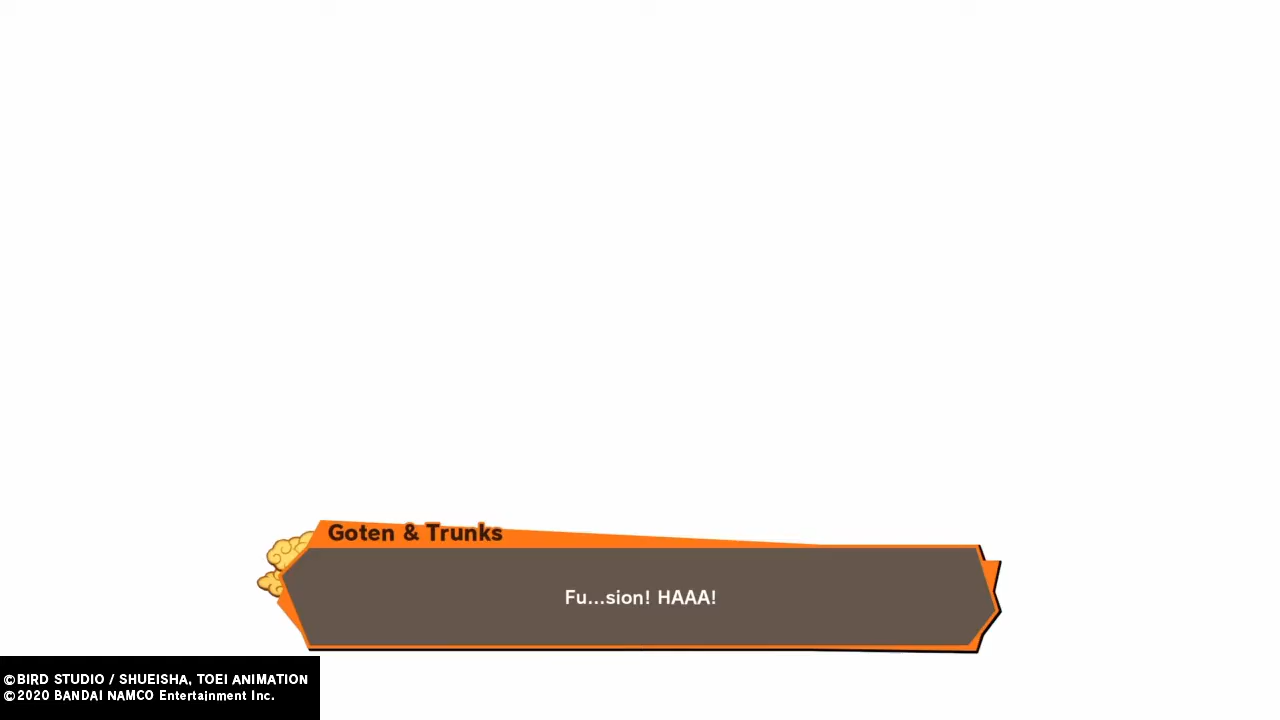 Goten & Trunks
Fu...sion! HAAA!
©BIRD STUDIO / SHUEISHA, TOEI ANIMATION
©2020 BANDAI NAMCO Entertainment Inc.